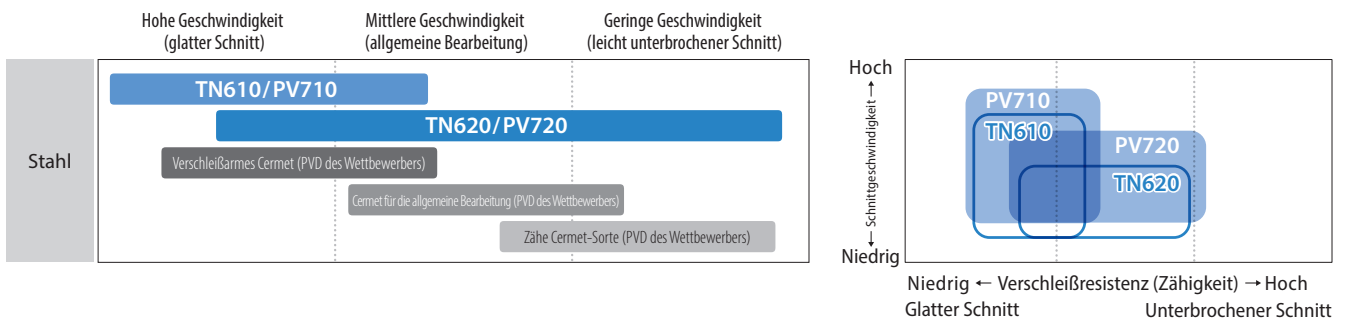 Hohe Geschwindigkeit
(glatter Schnitt)
Mittlere Geschwindigkeit
(allgemeine Bearbeitung)
Geringe Geschwindigkeit
(leicht unterbrochener Schnitt)
Stahl
TN610/PV710
TN620/PV720
Verschleißarmes Cermet (PVD des Wettbewerbers)
Cermet für die allgemeine Bearbeitung (PVD des Wettbewerbers)
Zähe Cermet-Sorte (PVD des Wettbewerbers)
Hoch
← Schnittgeschwindigkeit →
Niedrig
PV710
TN610
PV720
TN620
Niedrig ← Verschleißresistenz (Zähigkeit) → Hoch
Glatter Schnitt
Unterbrochener Schnitt